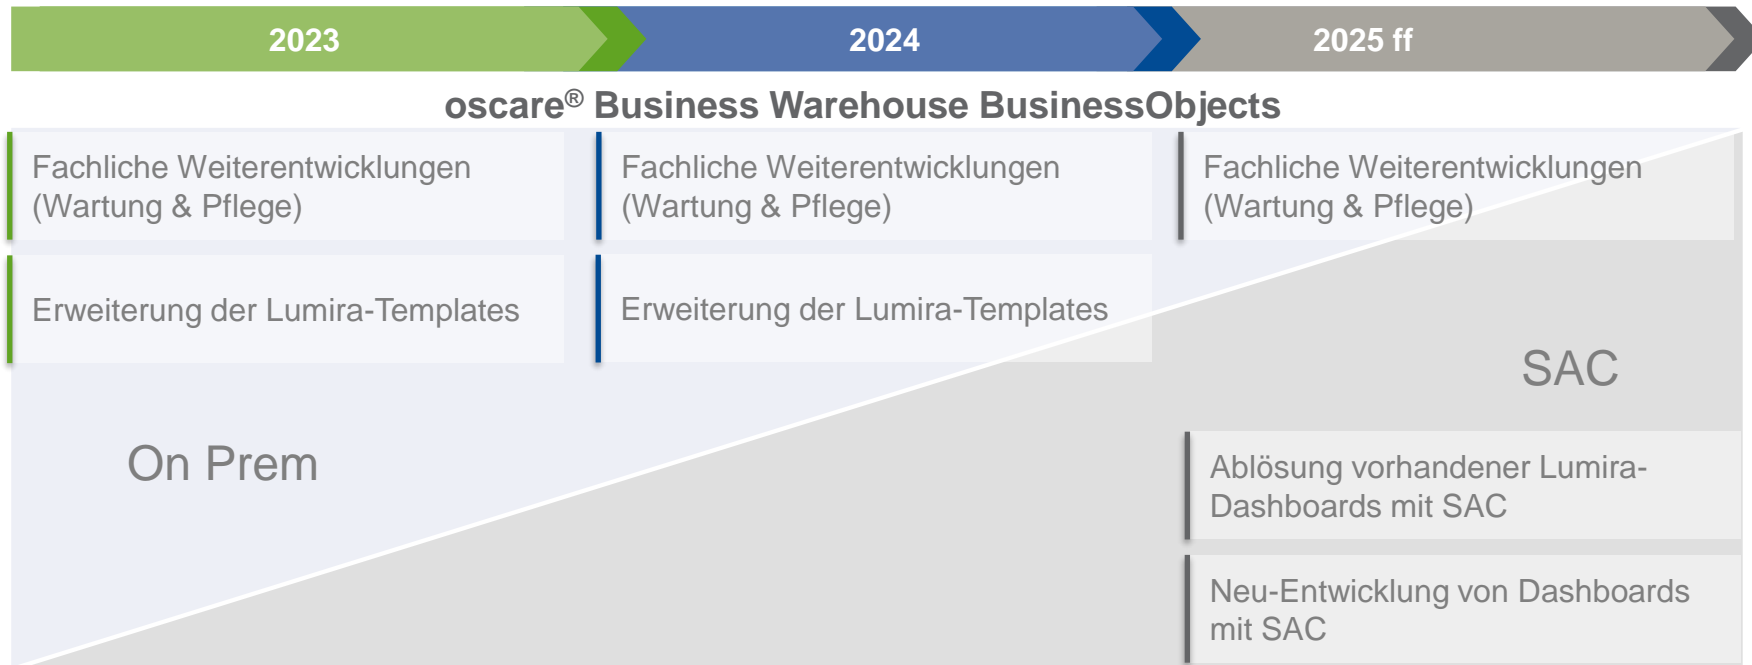 2023
2024
2025 ff
oscare® Business Warehouse BusinessObjects
Fachliche Weiterentwicklungen
(Wartung & Pflege)
Fachliche Weiterentwicklungen
(Wartung & Pflege)
Fachliche Weiterentwicklungen
(Wartung & Pflege)
Erweiterung der Lumira-Templates
Erweiterung der Lumira-Templates
SAC
On Prem
Ablösung vorhandener Lumira-
Dashboards mit SAC
Neu-Entwicklung von Dashboards
mit SAC